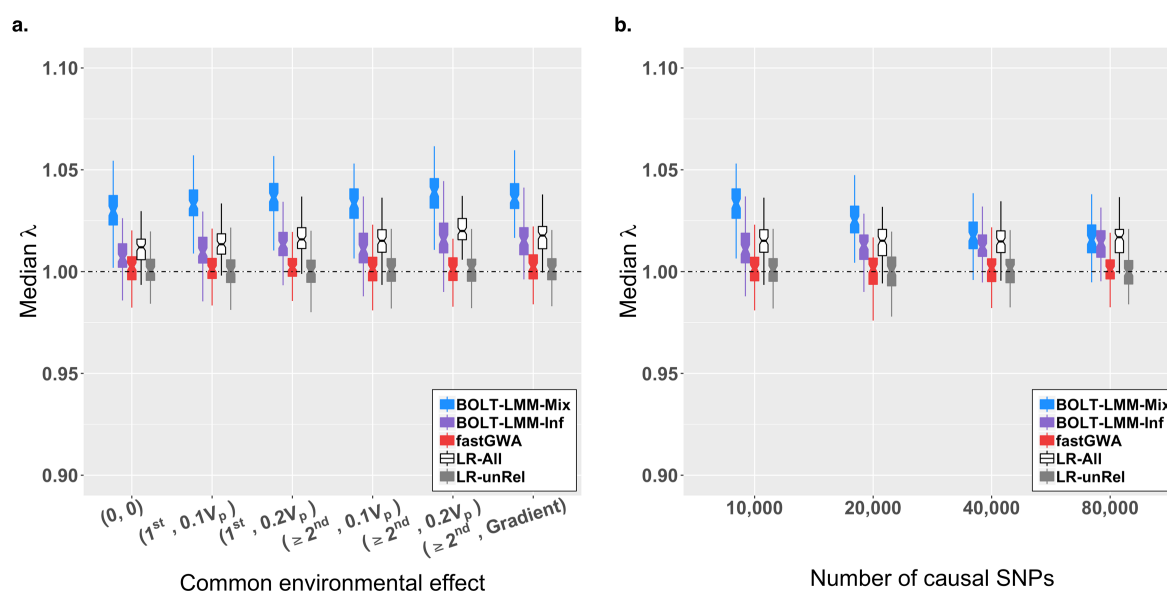 a.
Median λ
1.10
1.05
1.00
0.95
0.90
BOLT-LMM-Mix
BOLT-LMM-Inf
fastGWA
LR-All
LR-unRel
(0, 0)
(1st , 0.1Vp)
(1st , 0.2Vp)
(≥ 2nd , 0.1Vp)
(≥ 2nd , 0.2Vp)
(≥ 2nd , Gradient)
Common environmental effect
b.
Median λ
1.10
1.05
1.00
0.95
0.90
BOLT-LMM-Mix
BOLT-LMM-Inf
fastGWA
LR-All
LR-unRel
10,000
20,000
40,000
80,000
Number of causal SNPs